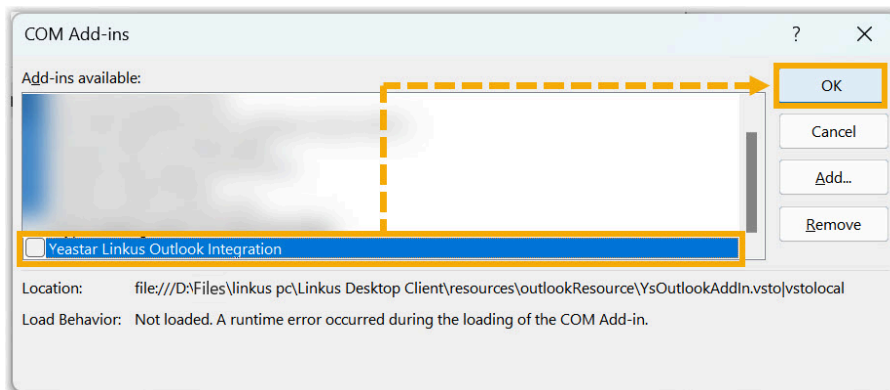 COM Add-ins
?
Add-ins available:
OK
Cancel
Add...
Remove
Yeastar Linkus Outlook Integration
Location: file:///D:\Files\linkus pc\Linkus Desktop Client\resources\outlookResource\YsOutlookAddIn.vsto|vstolocal
Load Behavior: Not loaded. A runtime error occurred during the loading of the COM Add-in.